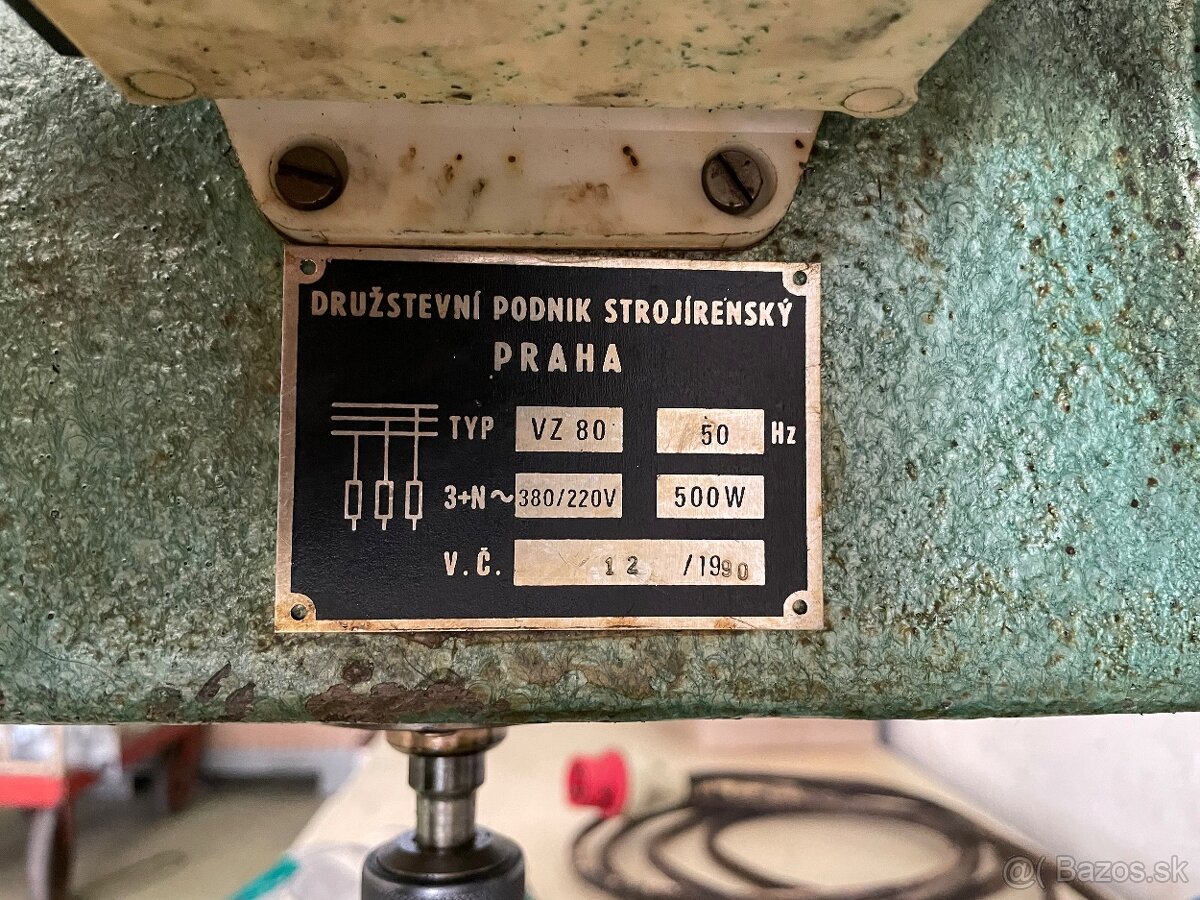 DRUŽSTEVNÍ PODNIK STROJÍRENSKÝ
PRAHA
TYP VZ 80 50 Hz
3+N~ 380/220V 500W
V.Č. 12 /1990
@( Bazos.sk